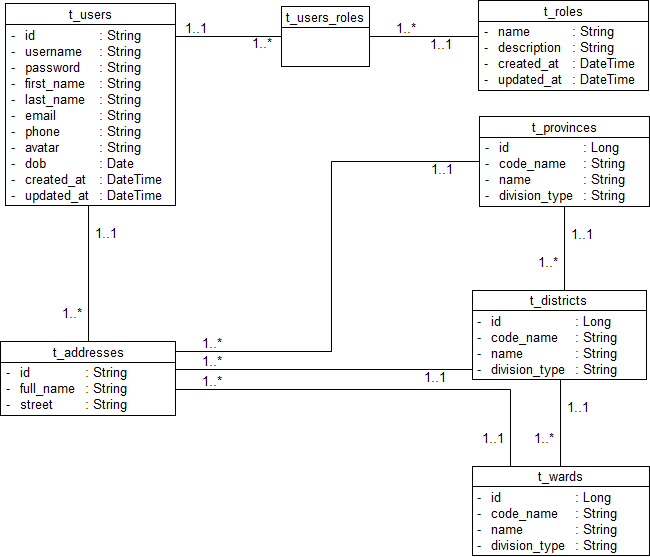 t_users
- id : String
- username : String
- password : String
- first_name : String
- last_name : String
- email : String
- phone : String
- avatar : String
- dob : Date
- created_at : DateTime
- updated_at : DateTime
1..1
1..*
t_users_roles
1..*
1..1
t_roles
- name : String
- description : String
- created_at : DateTime
- updated_at : DateTime
t_provinces
- id : Long
- code_name : String
- name : String
- division_type : String
1..1
1..1
1..1
1..*
1..*
t_districts
- id : Long
- code_name : String
- name : String
- division_type : String
t_addresses
- id : String
- full_name : String
- street : String
1..*
1..*
1..*
1..1
1..1
1..1
1..*
t_wards
- id : Long
- code_name : String
- name : String
- division_type : String